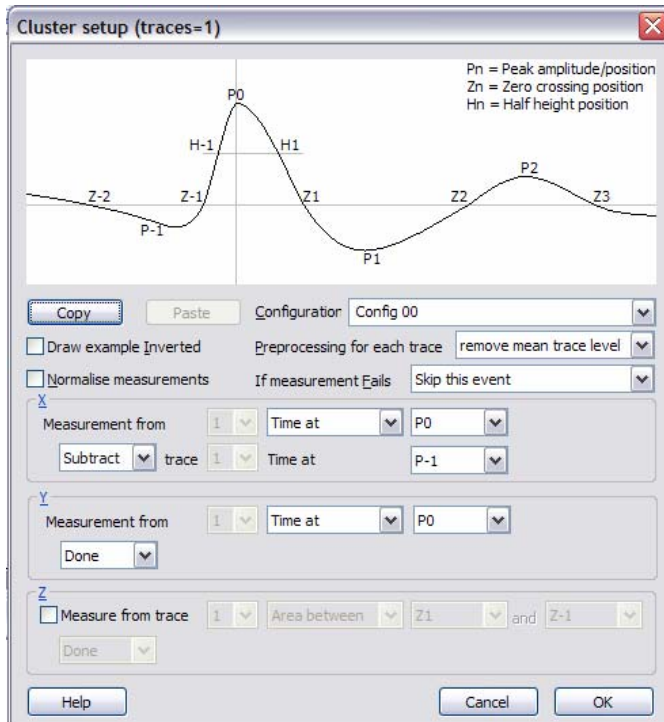 Cluster setup (traces=1)
Pn = Peak amplitude/position
Zn = Zero crossing position
Hn = Half height position
P0
H-1 H1
P2
Z-2 Z-1 Z1 Z2 Z3
P-1
P1
Copy Paste Configuration Config 00
Draw example Inverted Preprocessing for each trace remove mean trace level
Normalise measurements If measurement Fails Skip this event
X
Measurement from 1 Time at P0
Subtract trace 1 Time at P-1
Y
Measurement from 1 Time at P0
Done
Z
Measure from trace 1 Area between Z1 and Z-1
Done
Help Cancel OK